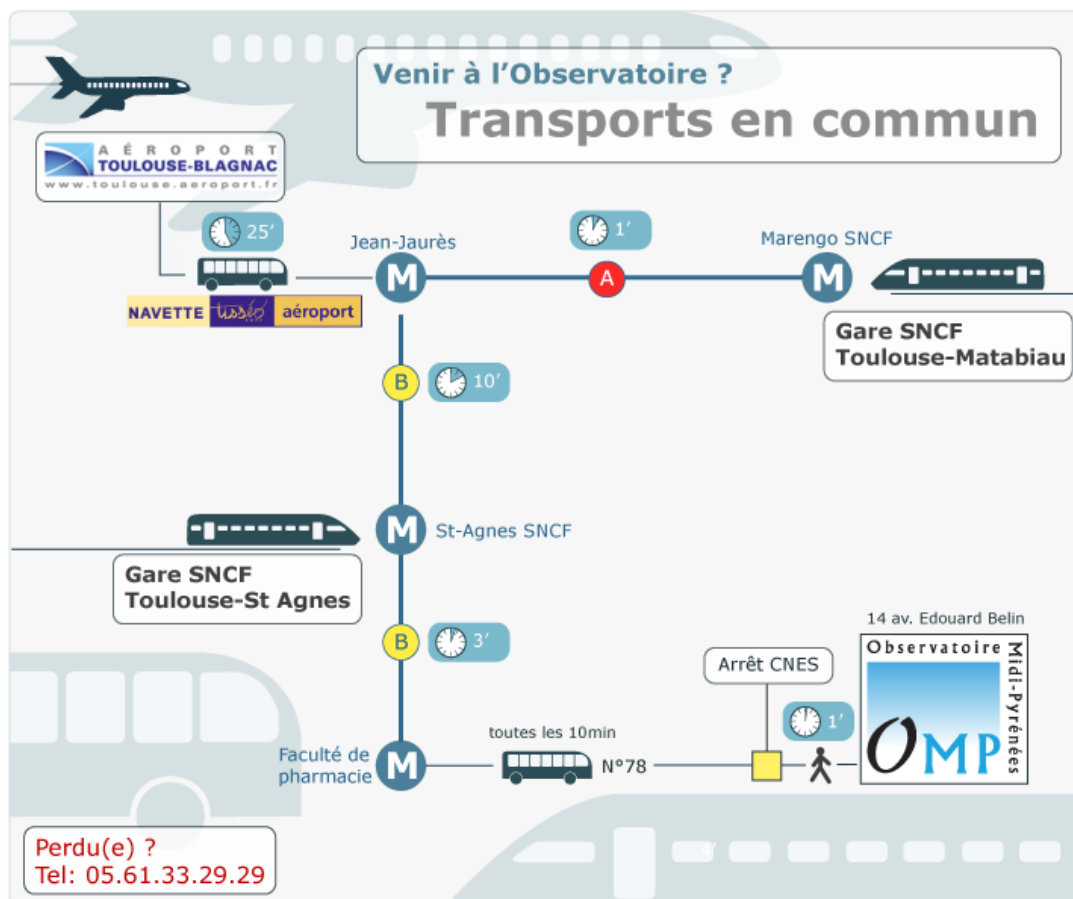 Venir à l'Observatoire ?
Transports en commun
AÉROPORT
TOULOUSE-BLAGNAC
www.toulouse.aeroport.fr
25'
Jean-Jaurès
1'
Marengo SNCF
M
A
M
NAVETTE tisséo aéroport
Gare SNCF
Toulouse-Matabiau
B
10'
M
St-Agnes SNCF
Gare SNCF
Toulouse-St Agnes
B
3'
14 av. Edouard Belin
Observatoire
Midi-Pyrénées
OMP
Arrêt CNES
1'
toutes les 10min
Faculté de
pharmacie
M
N°78
Perdu(e) ?
Tel: 05.61.33.29.29
4'